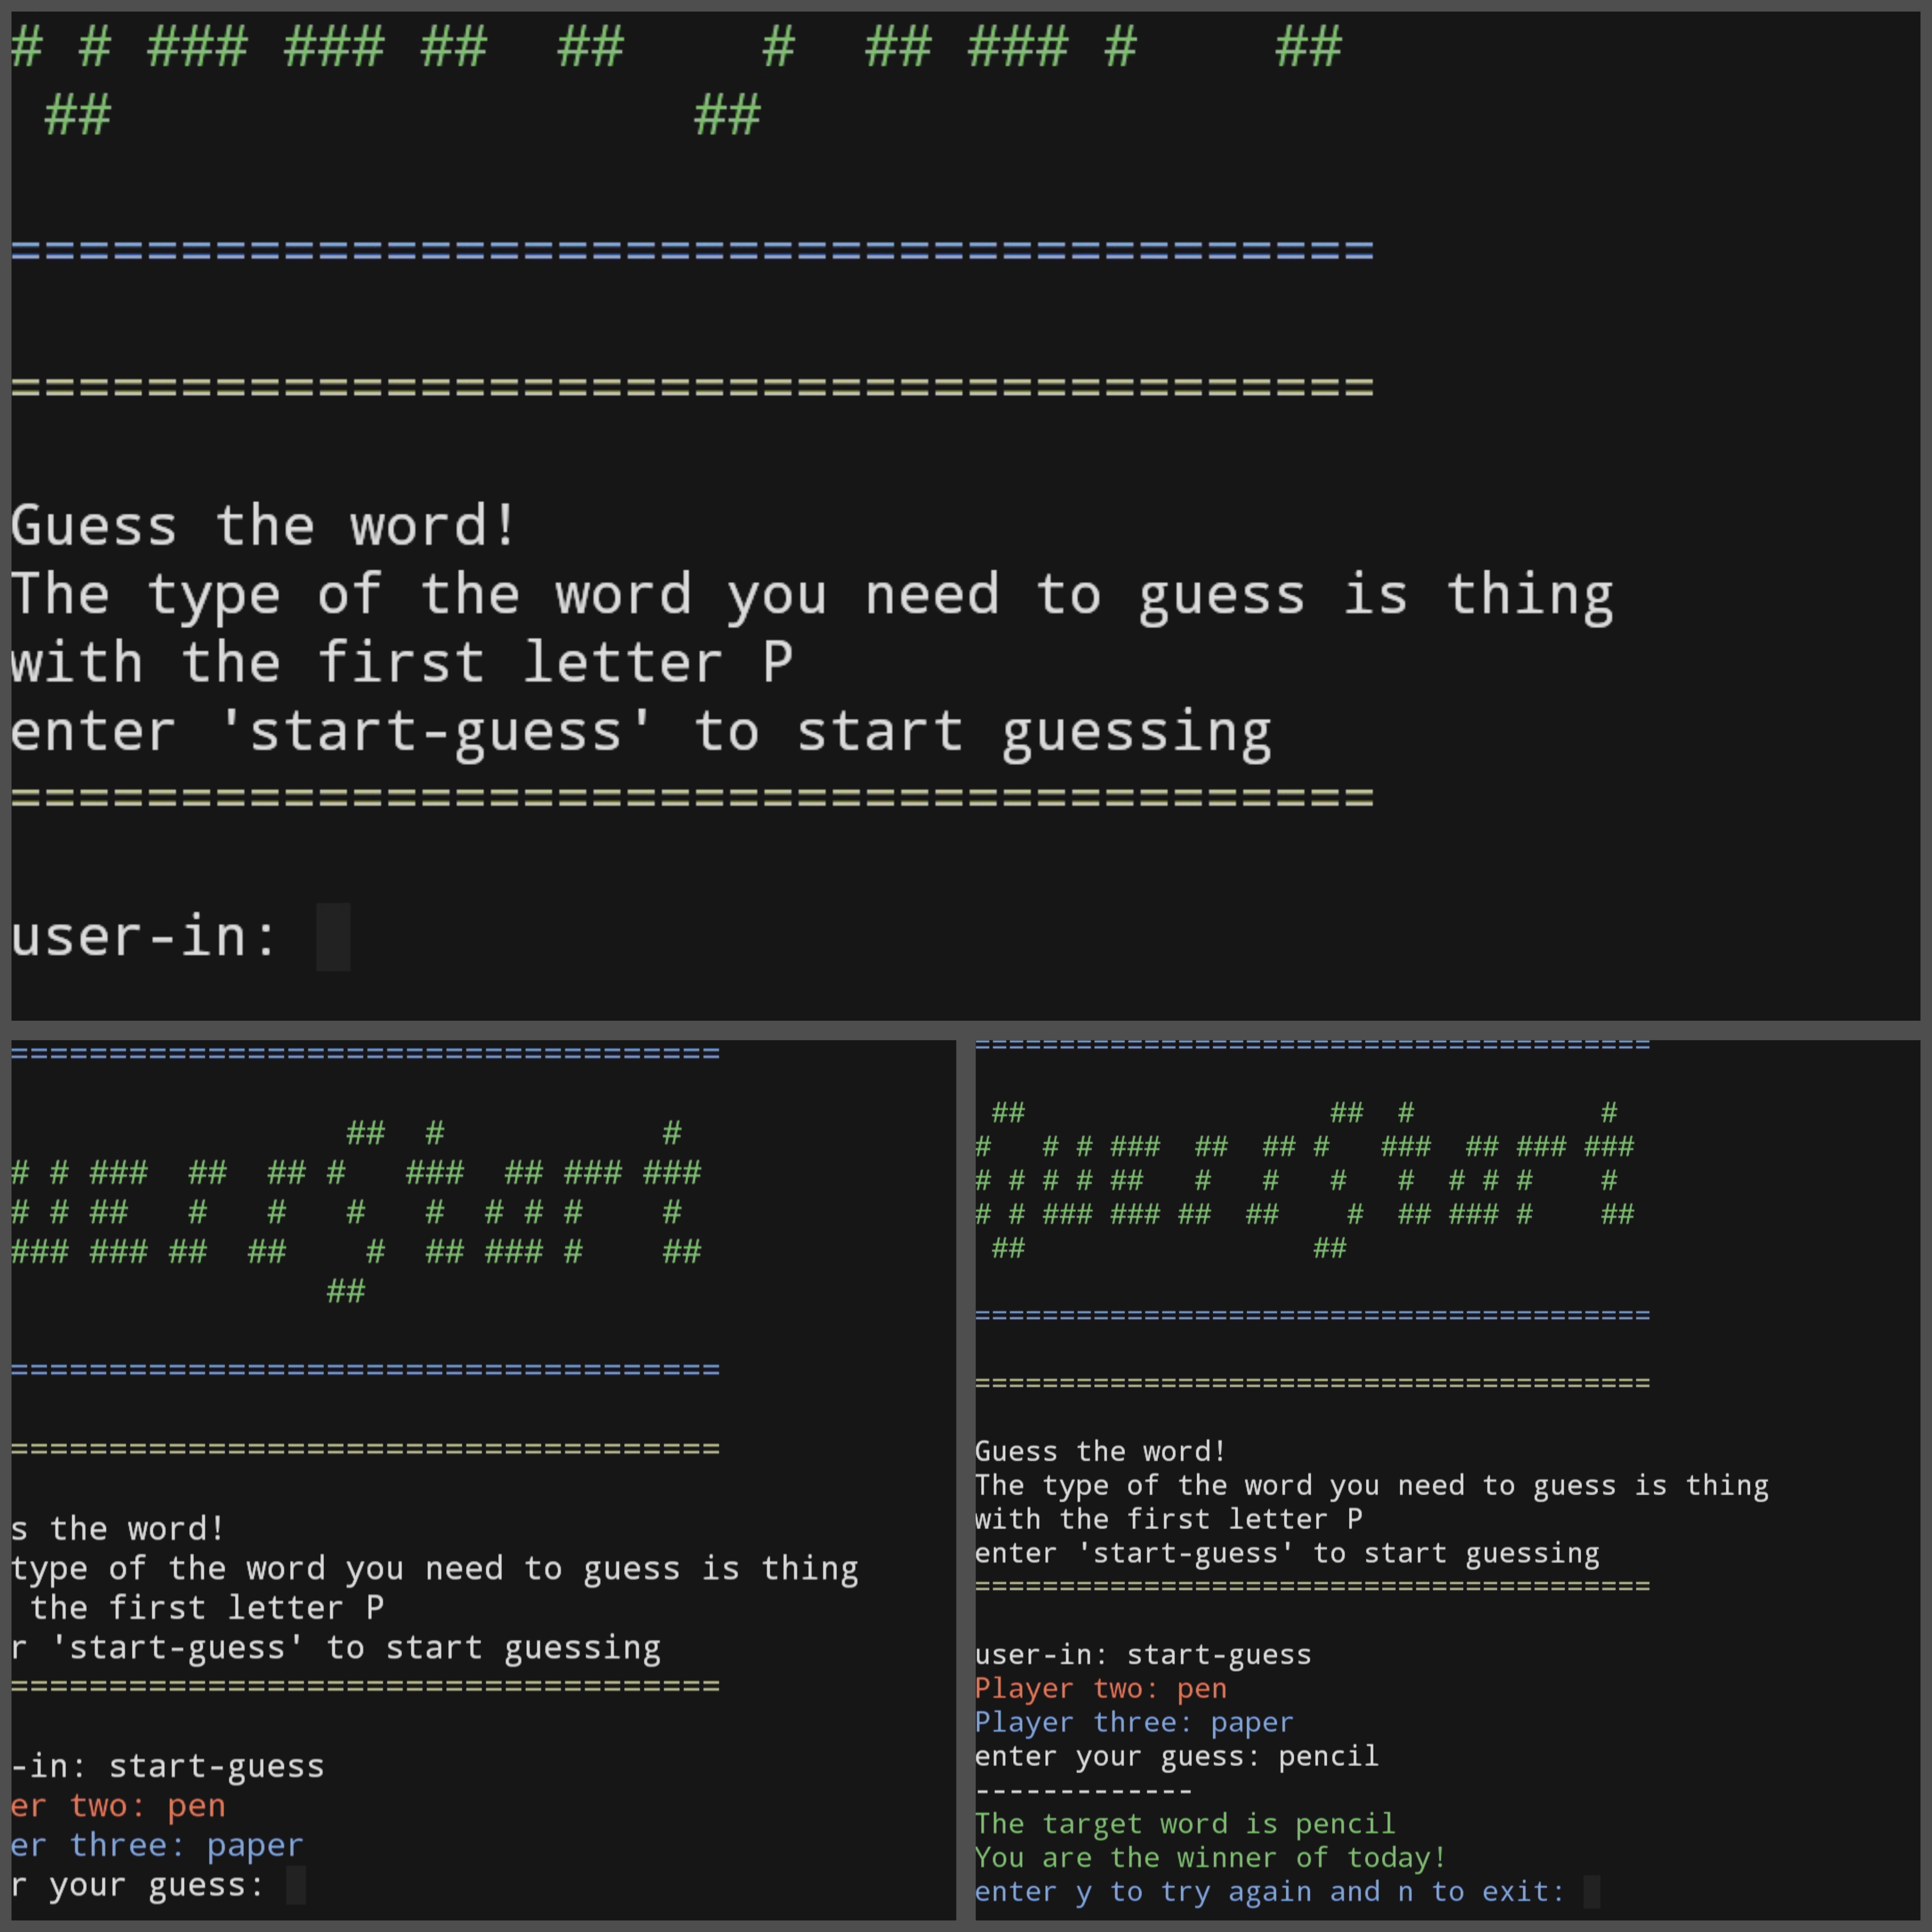 # # ### ### ##  ##    #  ## ### #    ##
 ##                 ##
========================================
========================================
Guess the word!
The type of the word you need to guess is thing
with the first letter P
enter 'start-guess' to start guessing
========================================
user-in:
====================================
                 ##  #            #
# # ###  ##  ## #   ###  ## ### ###
# # ##   #   #   #   #  # # #    #
### ### ##  ##    #  ## ### #    ##
                ##
====================================
====================================
s the word!
type of the word you need to guess is thing
 the first letter P
r 'start-guess' to start guessing
====================================
-in: start-guess
er two: pen
er three: paper
r your guess:
========================================
 ##                  ##  #           #
#   # # ###  ##  ## #   ###  ## ### ###
# # # # ##   #   #   #   #  # # #    #
# # ### ### ##  ##    #  ## ### #    ##
 ##                 ##
========================================
========================================
Guess the word!
The type of the word you need to guess is thing
with the first letter P
enter 'start-guess' to start guessing
========================================
user-in: start-guess
Player two: pen
Player three: paper
enter your guess: pencil
-------------
The target word is pencil
You are the winner of today!
enter y to try again and n to exit: